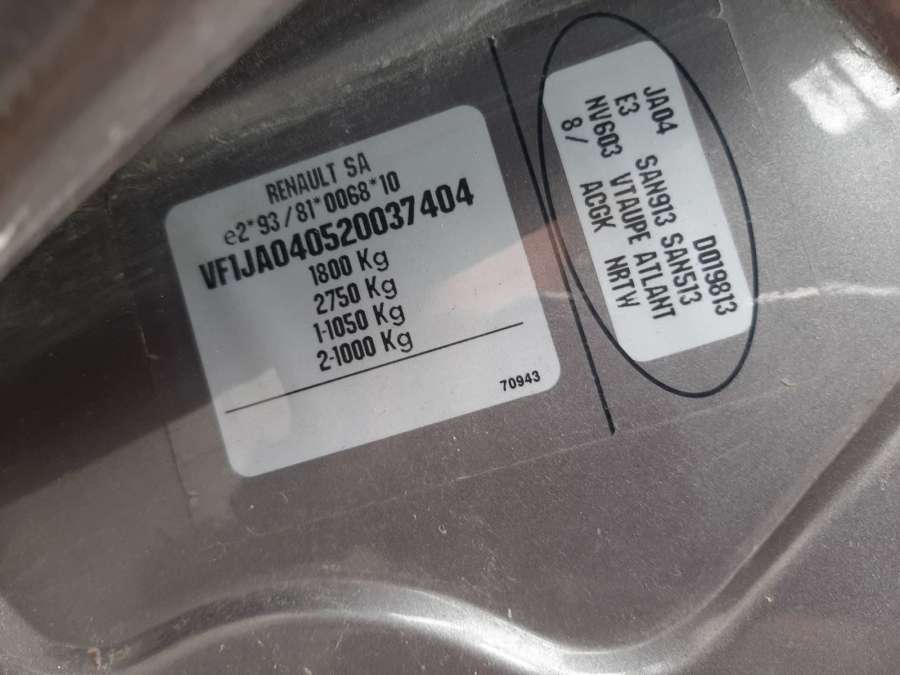 RENAULT SA
e2*93/81*0068*10
VF1JA040520037404
1800 Kg
2750 Kg
1-1050 Kg
2-1000 Kg
70943
JA04 SAN913 SAN513 D019813
E3 VTAUPE ATLANT
NV603 ACGK NRTW
8/